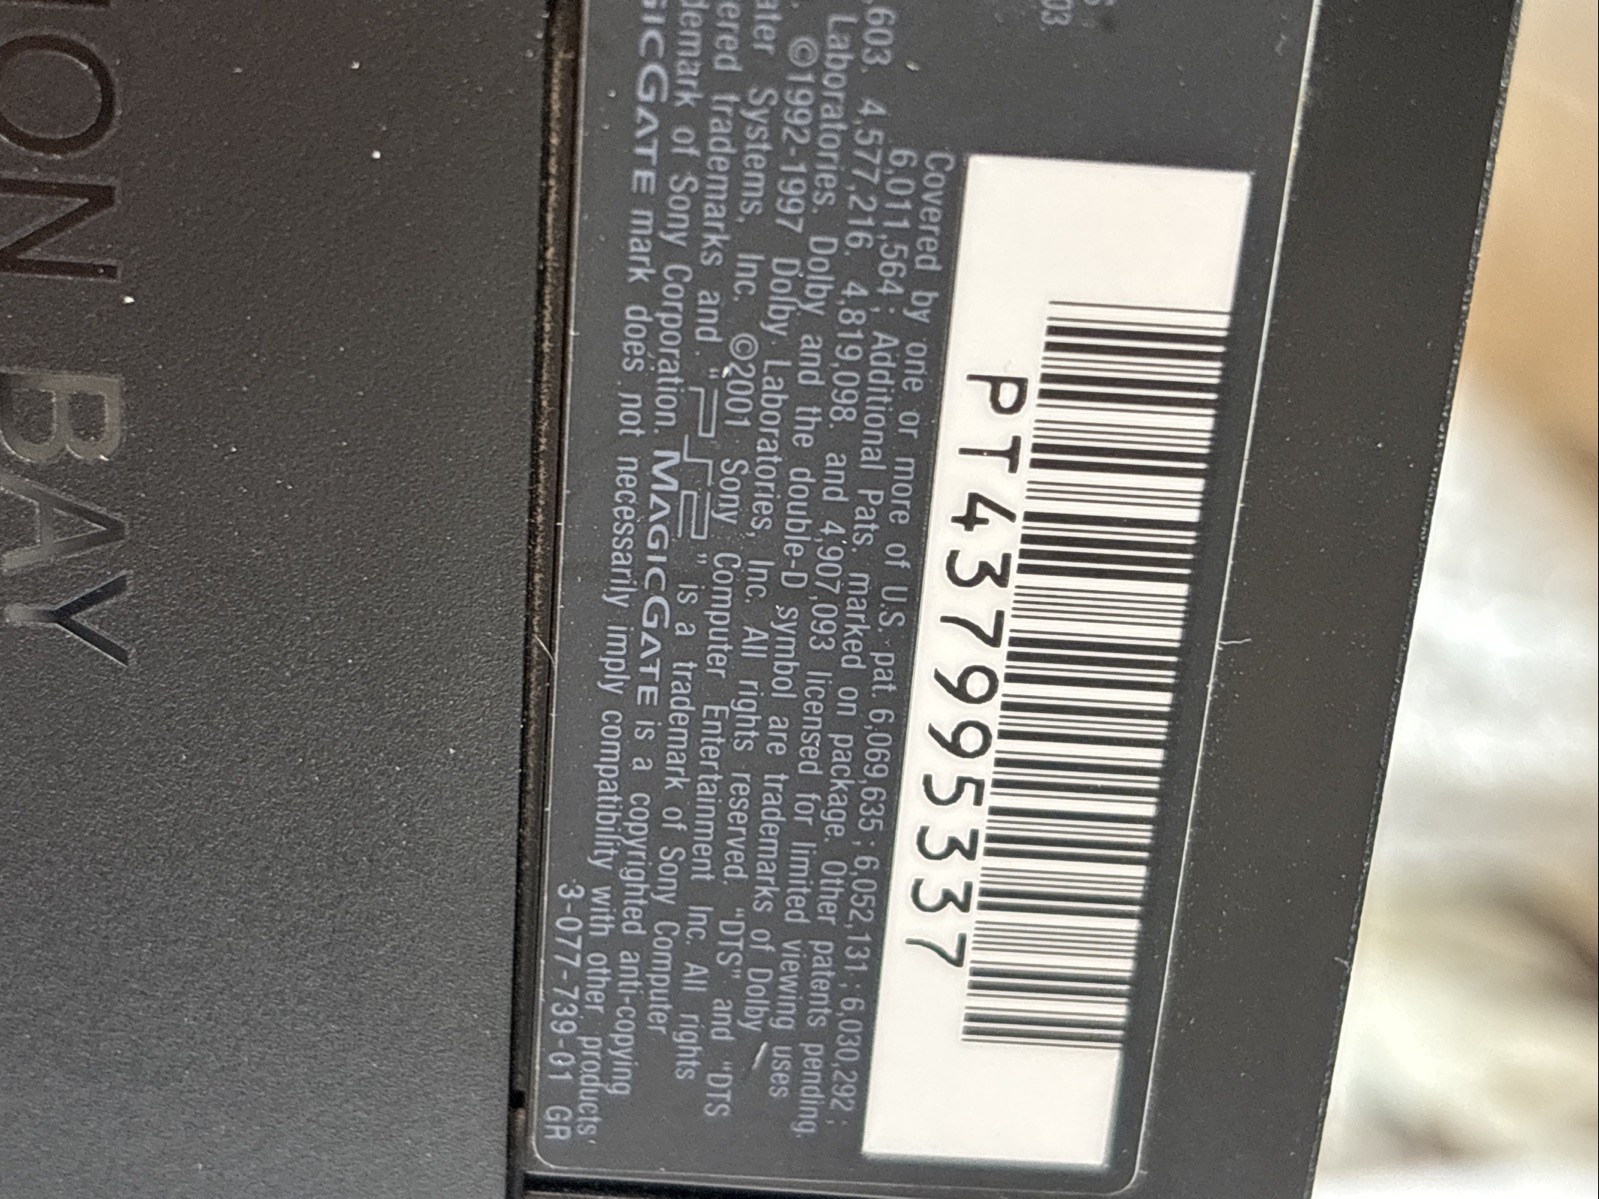 03
PT437995337
Covered by one or more of U.S. pat. 6,069,635 ; 6,052,131 ; 6,030,292 ;
6,011,564 ; Additional Pats. marked on package. Other patents pending.
,603. 4,577,216. 4,819,098. and 4,907,093 licensed for limited viewing uses
Laboratories. Dolby and the double-D symbol are trademarks of Dolby
©1992-1997 Dolby Laboratories, Inc. All rights reserved. "DTS" and "DTS
Systems, Inc. ©2001 Sony Computer Entertainment Inc. All rights
trademarks and " " is a trademark of Sony Computer
of Sony Corporation. MAGICGATE is a copyrighted anti-copying
MAGICGATE mark does not necessarily imply compatibility with other products.
3-077-739-01 GR
ION BAY